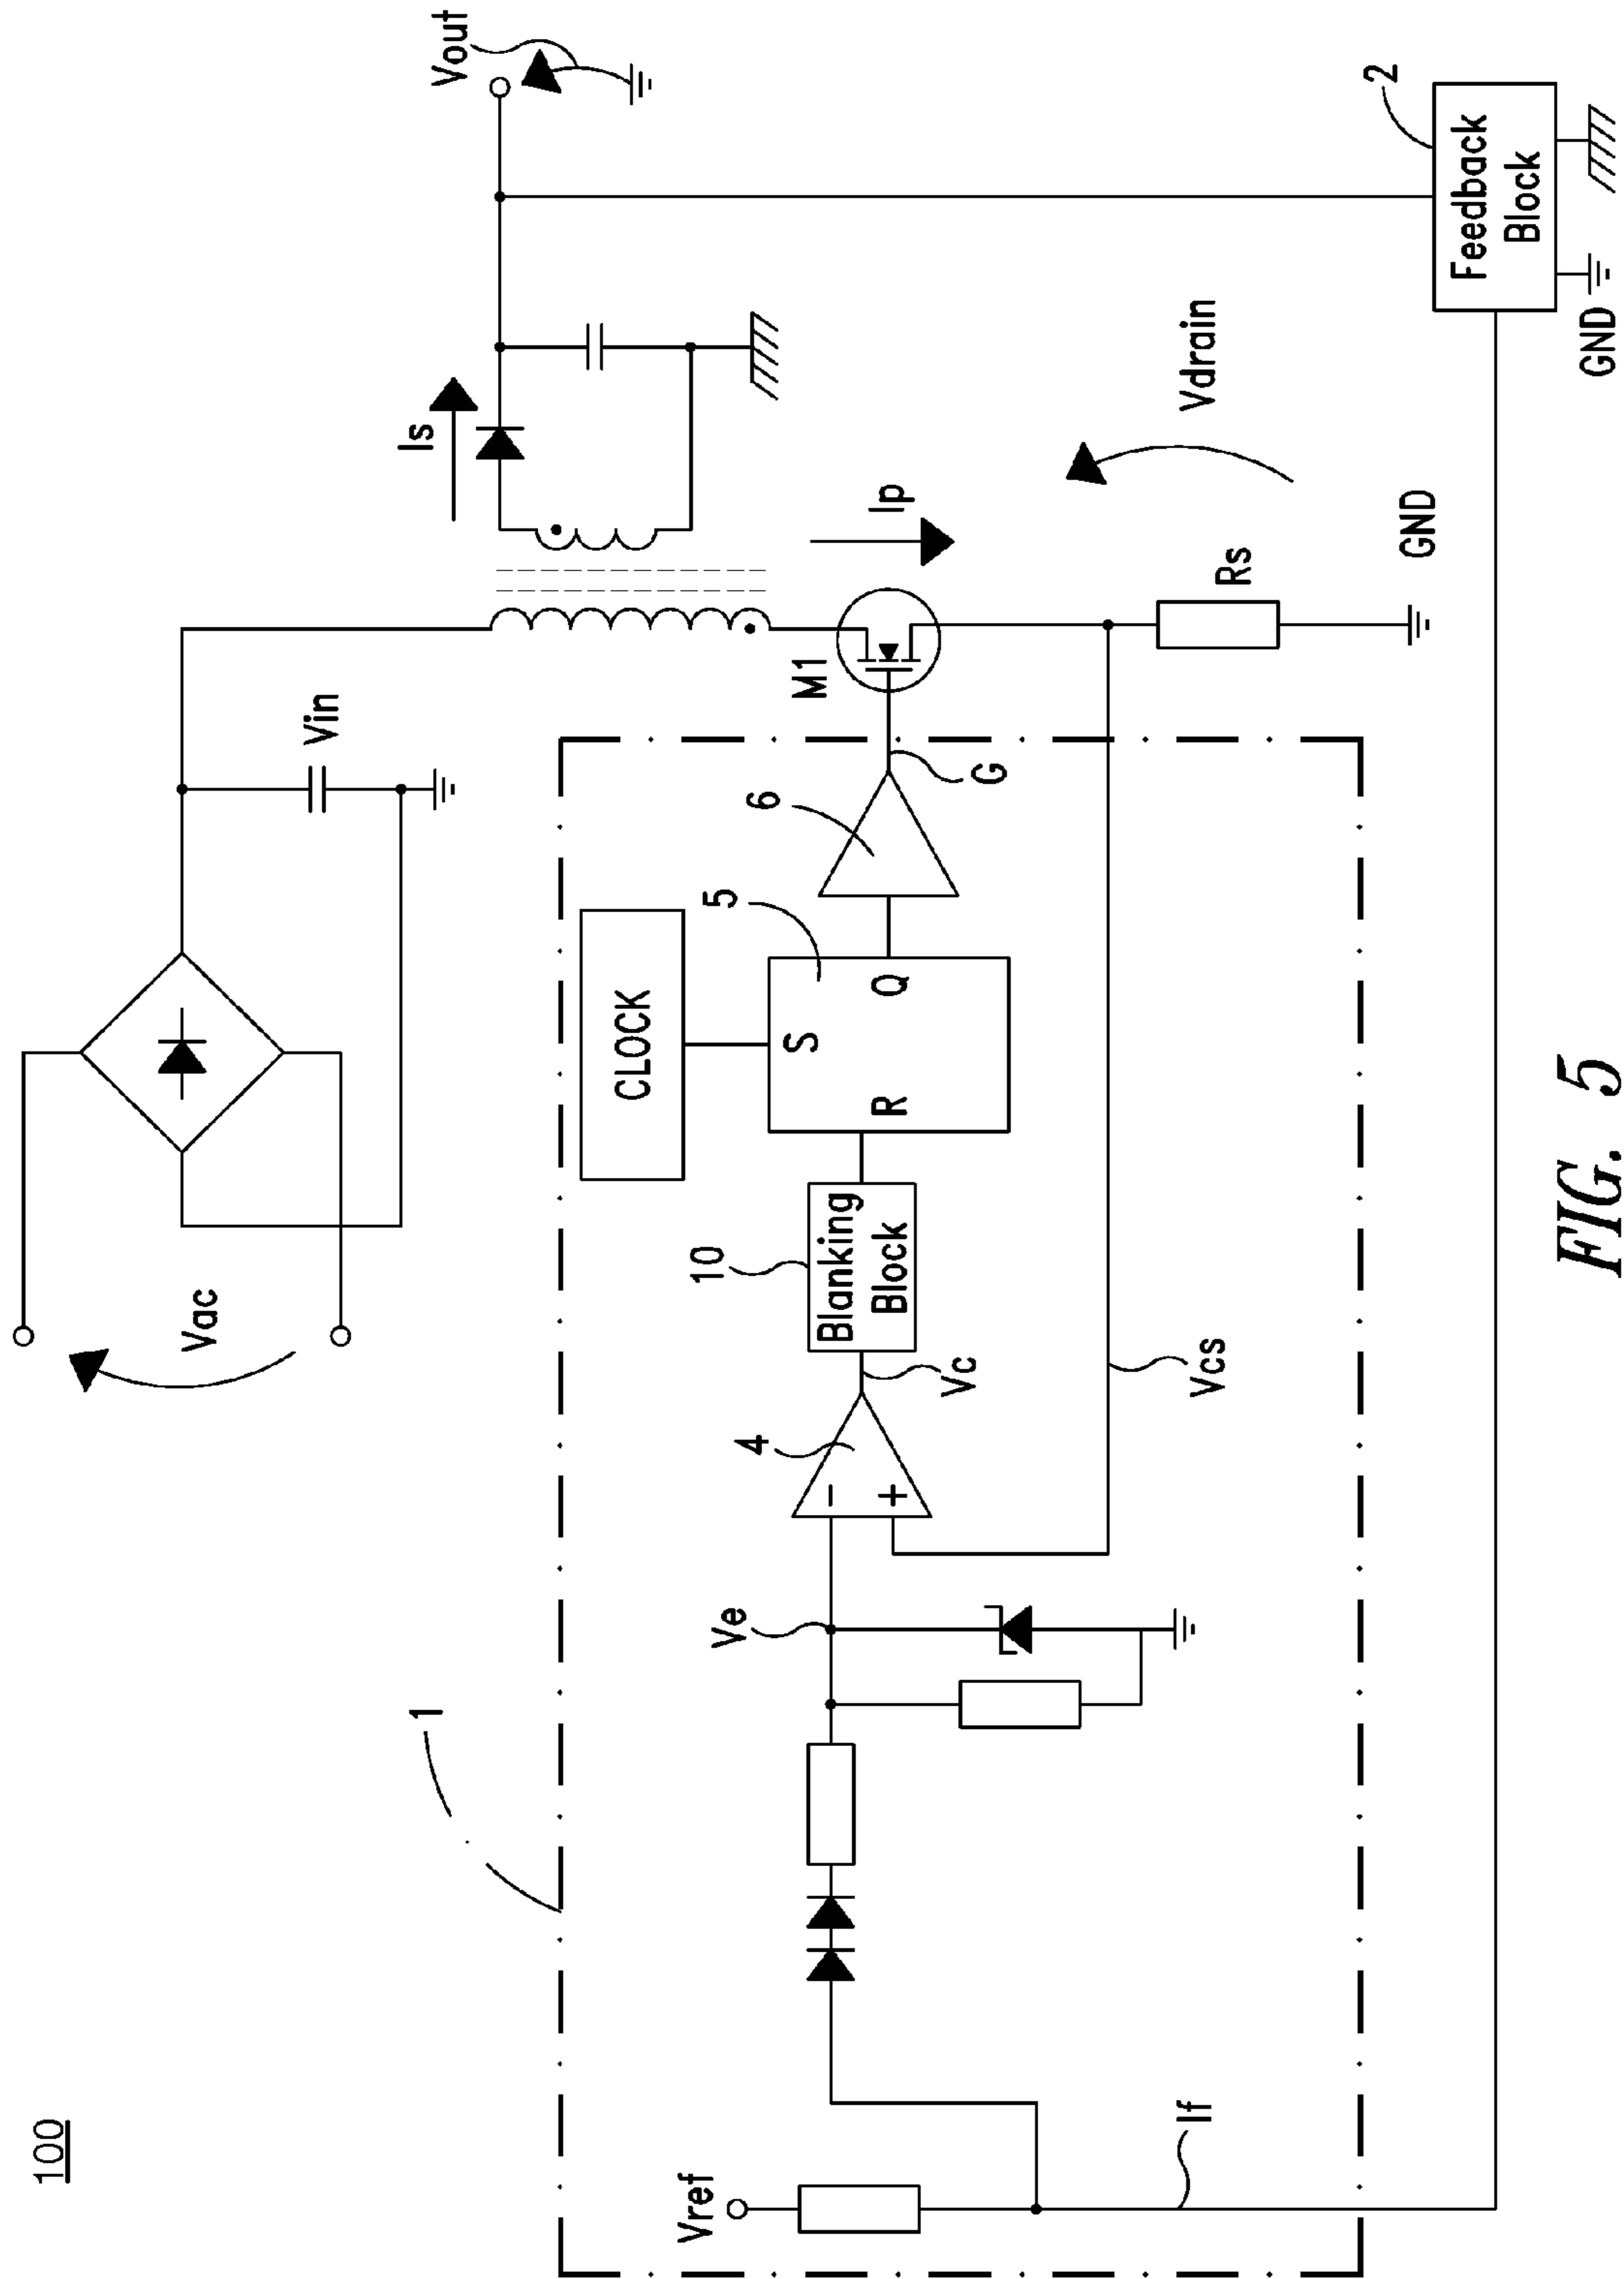 100
Vac
Vin
Is
Vout
1
CLOCK
M1
Ip
Vdrain
Vref
Ve
4
10
Blanking
Block
Vc
5
S
R
Q
6
G
Rs
GND
Vcs
If
2
Feedback
Block
GND
FIG. 5
-
+